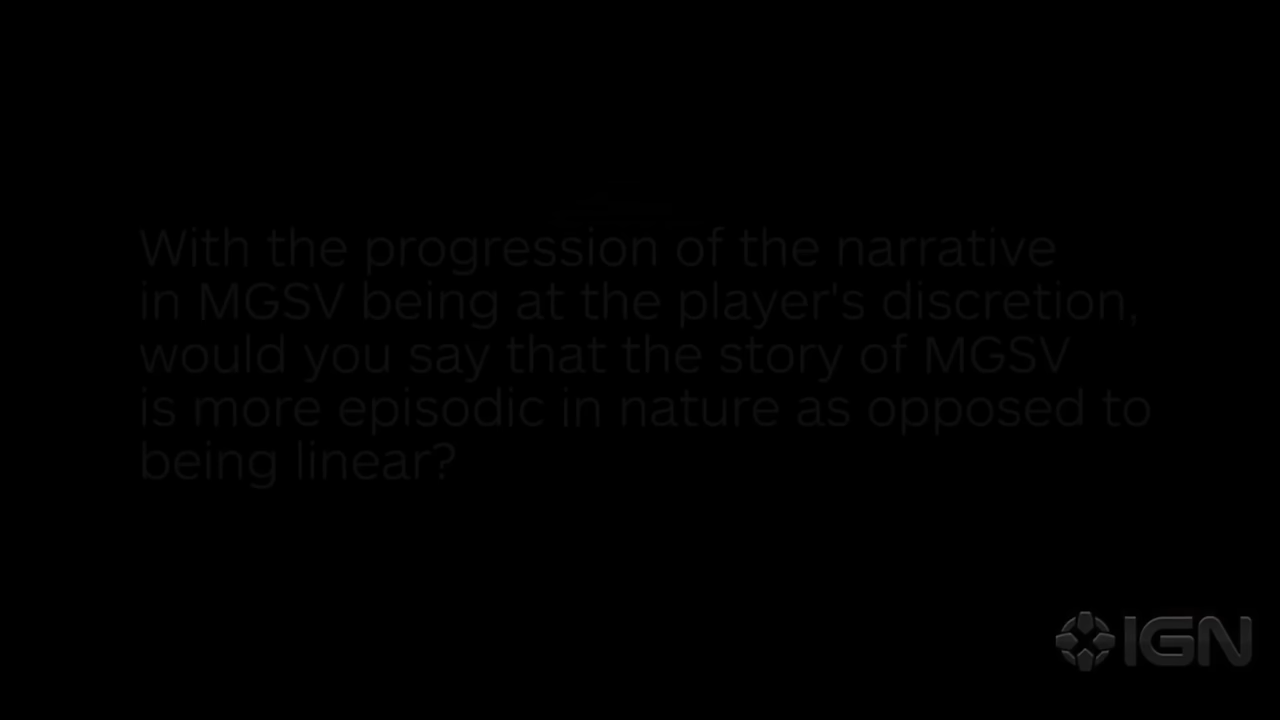 With the progression of the narrative
in MGSV being at the player's discretion,
would you say that the story of MGSV
is more episodic in nature as opposed to
being linear?
IGN